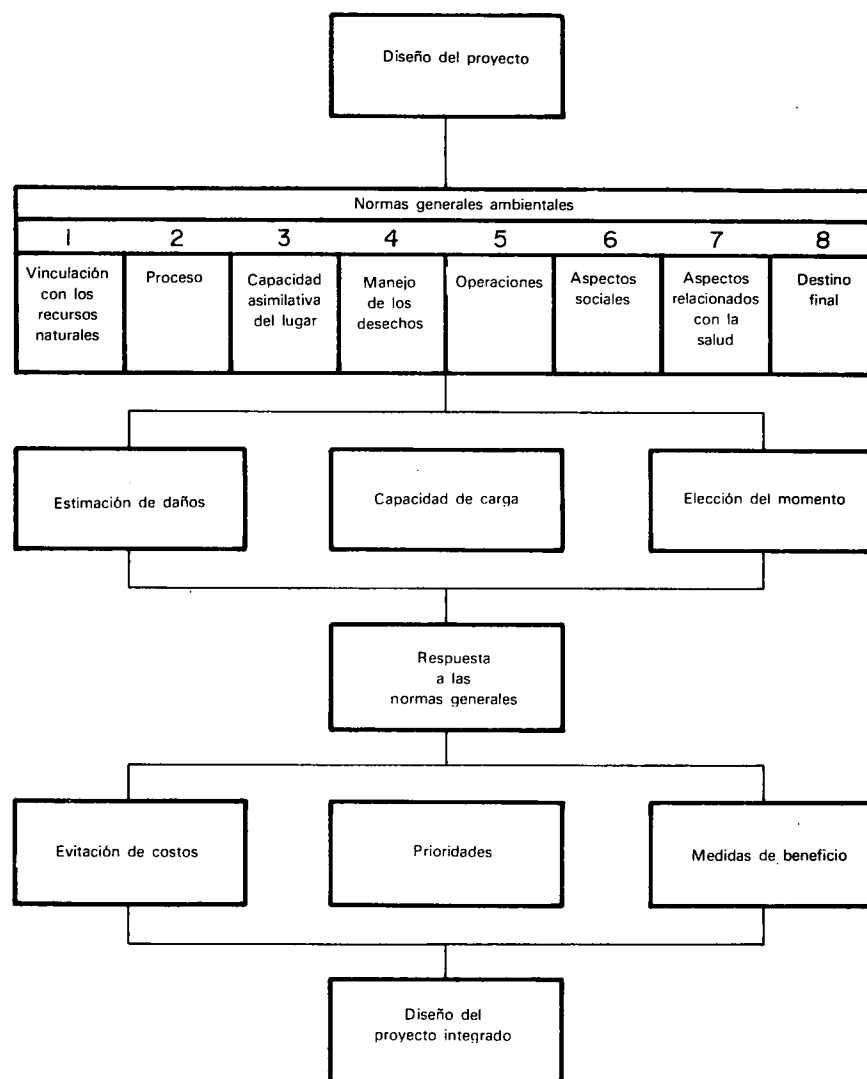 Diseño del proyecto
Normas generales ambientales
1 2 3 4 5 6 7 8
Vinculación
con los
recursos
naturales
Proceso
Capacidad
asimilativa
del lugar
Manejo
de los
desechos
Operaciones
Aspectos
sociales
Aspectos
relacionados
con la
salud
Destino
final
Estimación de daños
Capacidad de carga
Elección del momento
Respuesta
a las
normas generales
Evitación de costos
Prioridades
Medidas de beneficio
Diseño del
proyecto integrado